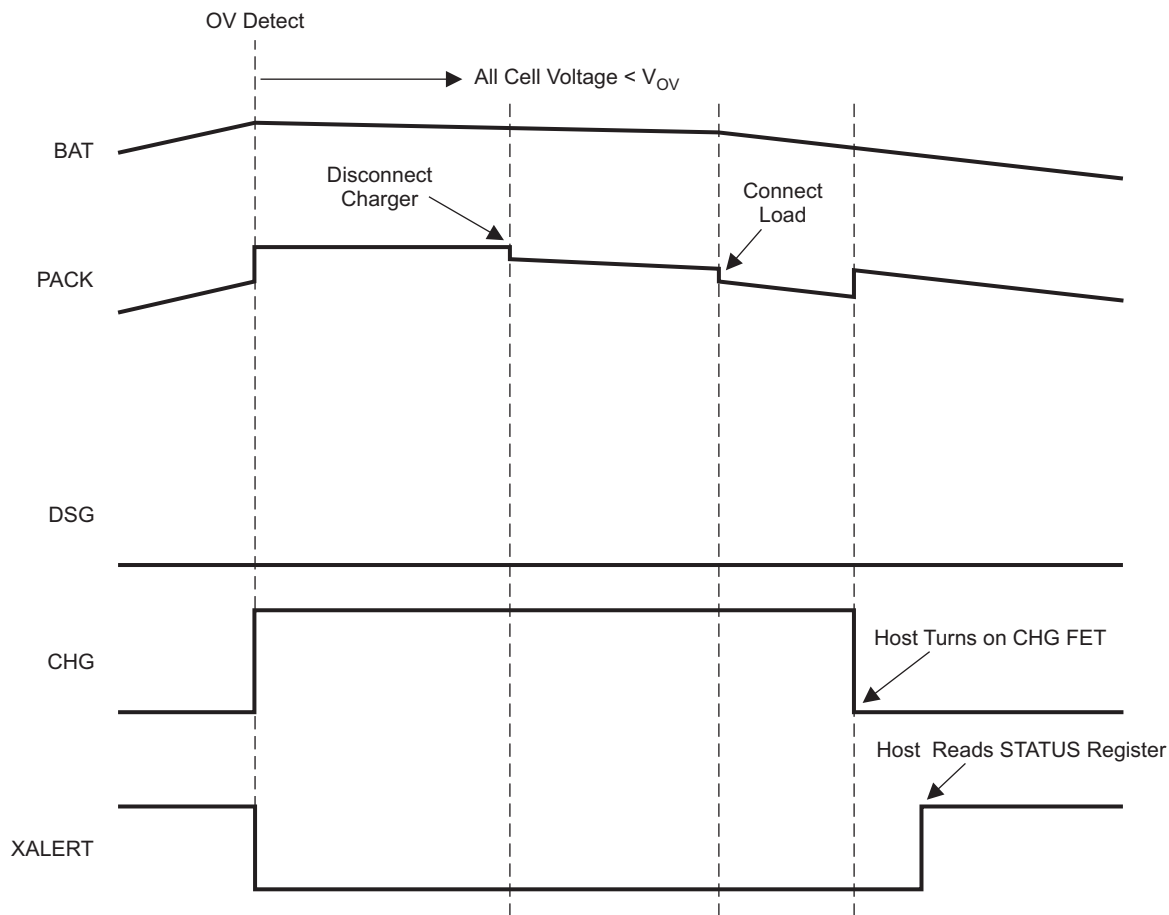 OV Detect
All Cell Voltage < VOV
BAT
Disconnect
Charger
Connect
Load
PACK
DSG
Host Turns on CHG FET
CHG
Host Reads STATUS Register
XALERT